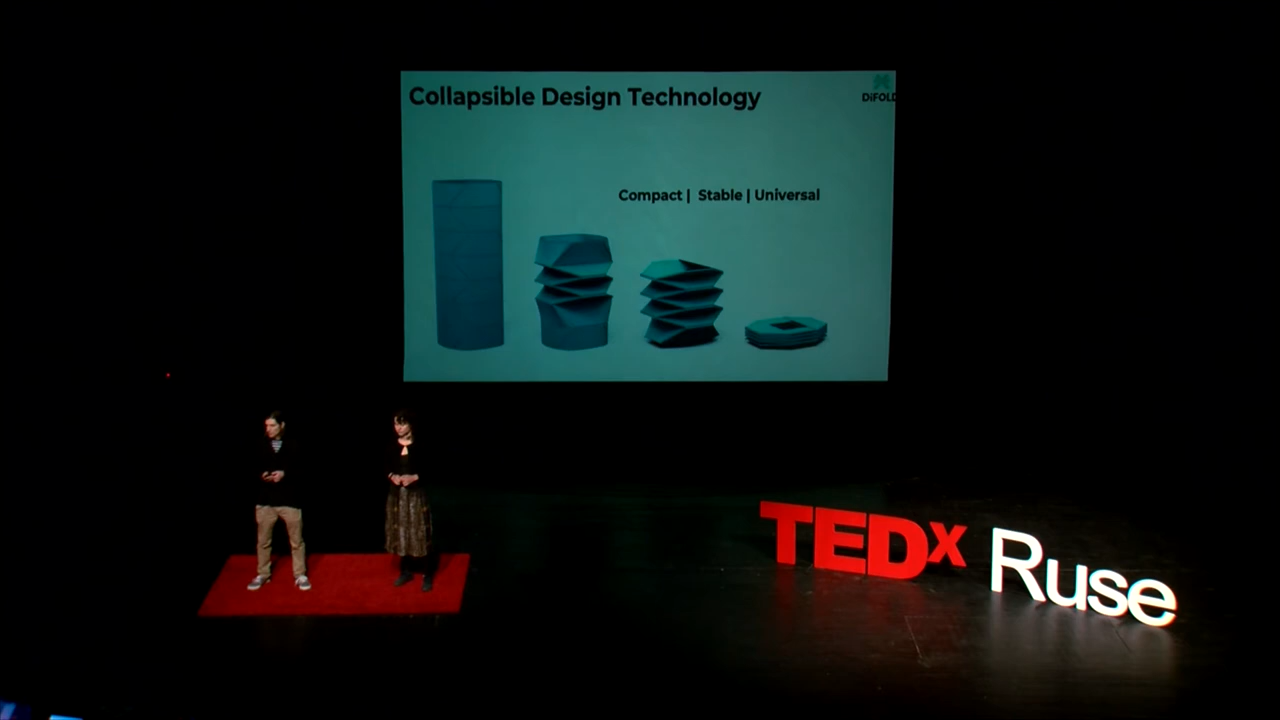 Collapsible Design Technology
DiFOLD
Compact | Stable | Universal
TEDx Ruse